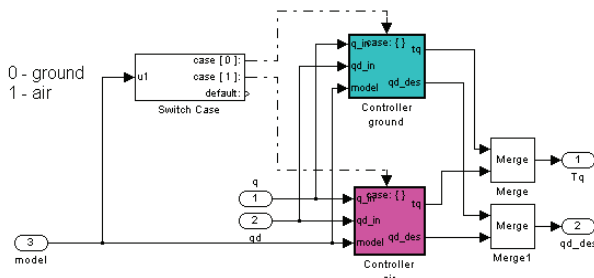 0 - ground
1 - air
u1
case [ 0 ]:
case [ 1 ]:
default:
Switch Case
case: { }
q_in
qd_in
model
tq
qd_des
Controller
ground
q
1
2
qd
3
model
case: { }
q_in
qd_in
model
tq
qd_des
Controller
air
Merge
Merge
1
Tq
Merge
Merge1
2
qd_des